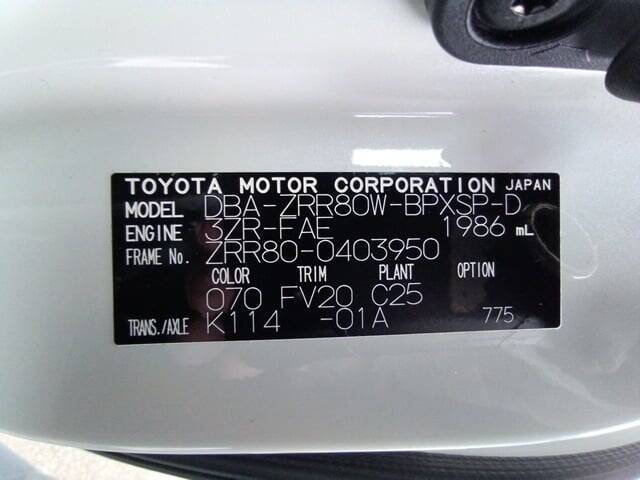 TOYOTA MOTOR CORPORATION JAPAN
MODEL DBA-ZRR80W-BPXSP-D
ENGINE 3ZR-FAE 1986 mL
FRAME No. ZRR80-0403950
COLOR TRIM PLANT OPTION
070 FV20 C25
TRANS./AXLE K114 -01A 775